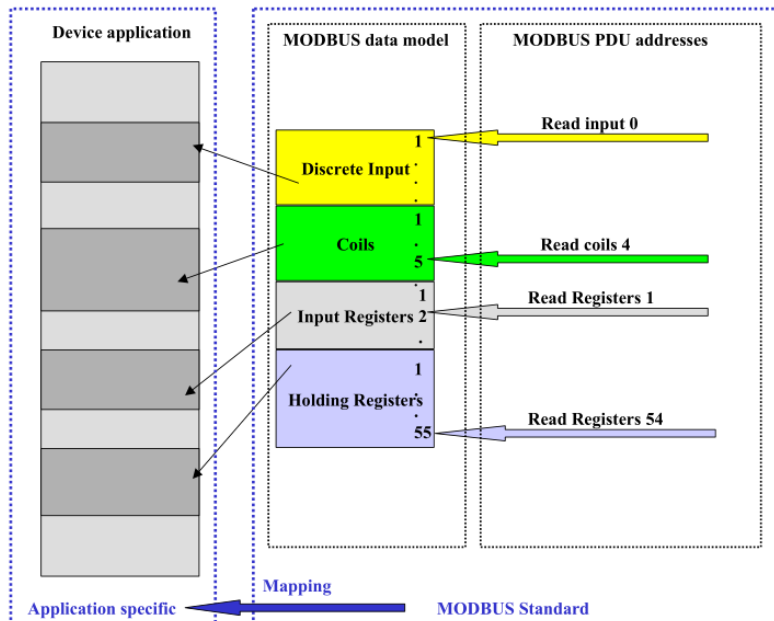 Device application
MODBUS data model
MODBUS PDU addresses
1
Discrete Input
.
.
.
Read input 0
1
Coils
.
.
5
.
Read coils 4
1
Input Registers 2
.
Read Registers 1
1
.
Holding Registers
.
.
55
Read Registers 54
Mapping
Application specific
MODBUS Standard